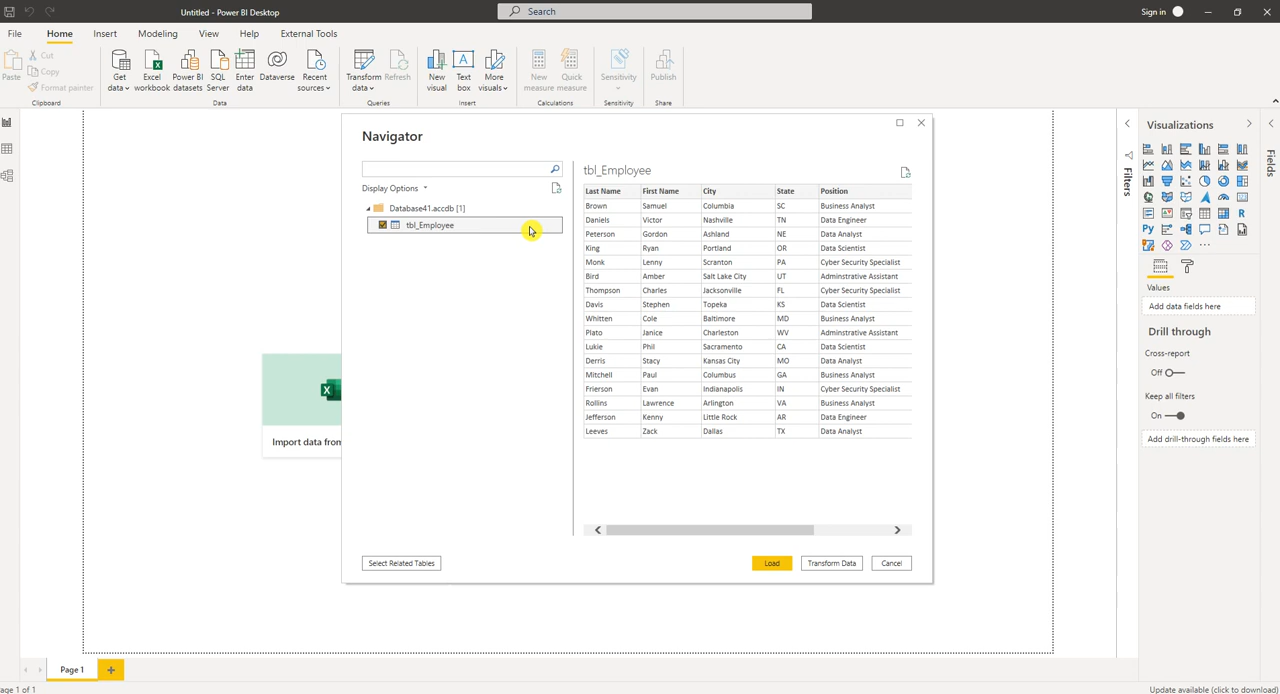 Untitled - Power BI Desktop
Search
Sign in
File Home Insert Modeling View Help External Tools
Paste
Cut
Copy
Format painter
Get data
Excel workbook
Power BI datasets
SQL Server
Enter data
Dataverse
Recent sources
Transform data
Refresh
New visual
Text box
More visuals
New measure
Quick measure
Sensitivity
Publish
Clipboard Data Queries Insert Calculations Sensitivity Share
Navigator
Display Options
Database41.accdb [1]
tbl_Employee
tbl_Employee
Last Name First Name City State Position
Brown Samuel Columbia SC Business Analyst
Daniels Victor Nashville TN Data Engineer
Peterson Gordon Ashland NE Data Analyst
King Ryan Portland OR Data Scientist
Monk Lenny Scranton PA Cyber Security Specialist
Bird Amber Salt Lake City UT Adminstrative Assistant
Thompson Charles Jacksonville FL Cyber Security Specialist
Davis Stephen Topeka KS Data Scientist
Whitten Cole Baltimore MD Business Analyst
Plato Janice Charleston WV Adminstrative Assistant
Lukie Phil Sacramento CA Data Scientist
Derris Stacy Kansas City MO Data Analyst
Mitchell Paul Columbus GA Business Analyst
Frierson Evan Indianapolis IN Cyber Security Specialist
Rollins Lawrence Arlington VA Business Analyst
Jefferson Kenny Little Rock AR Data Engineer
Leeves Zack Dallas TX Data Analyst
Select Related Tables
Load
Transform Data
Cancel
Import data from
Filters
Visualizations
R
Py
Values
Add data fields here
Drill through
Cross-report
Off
Keep all filters
On
Add drill-through fields here
Fields
Page 1
age 1 of 1
Update available (click to download)